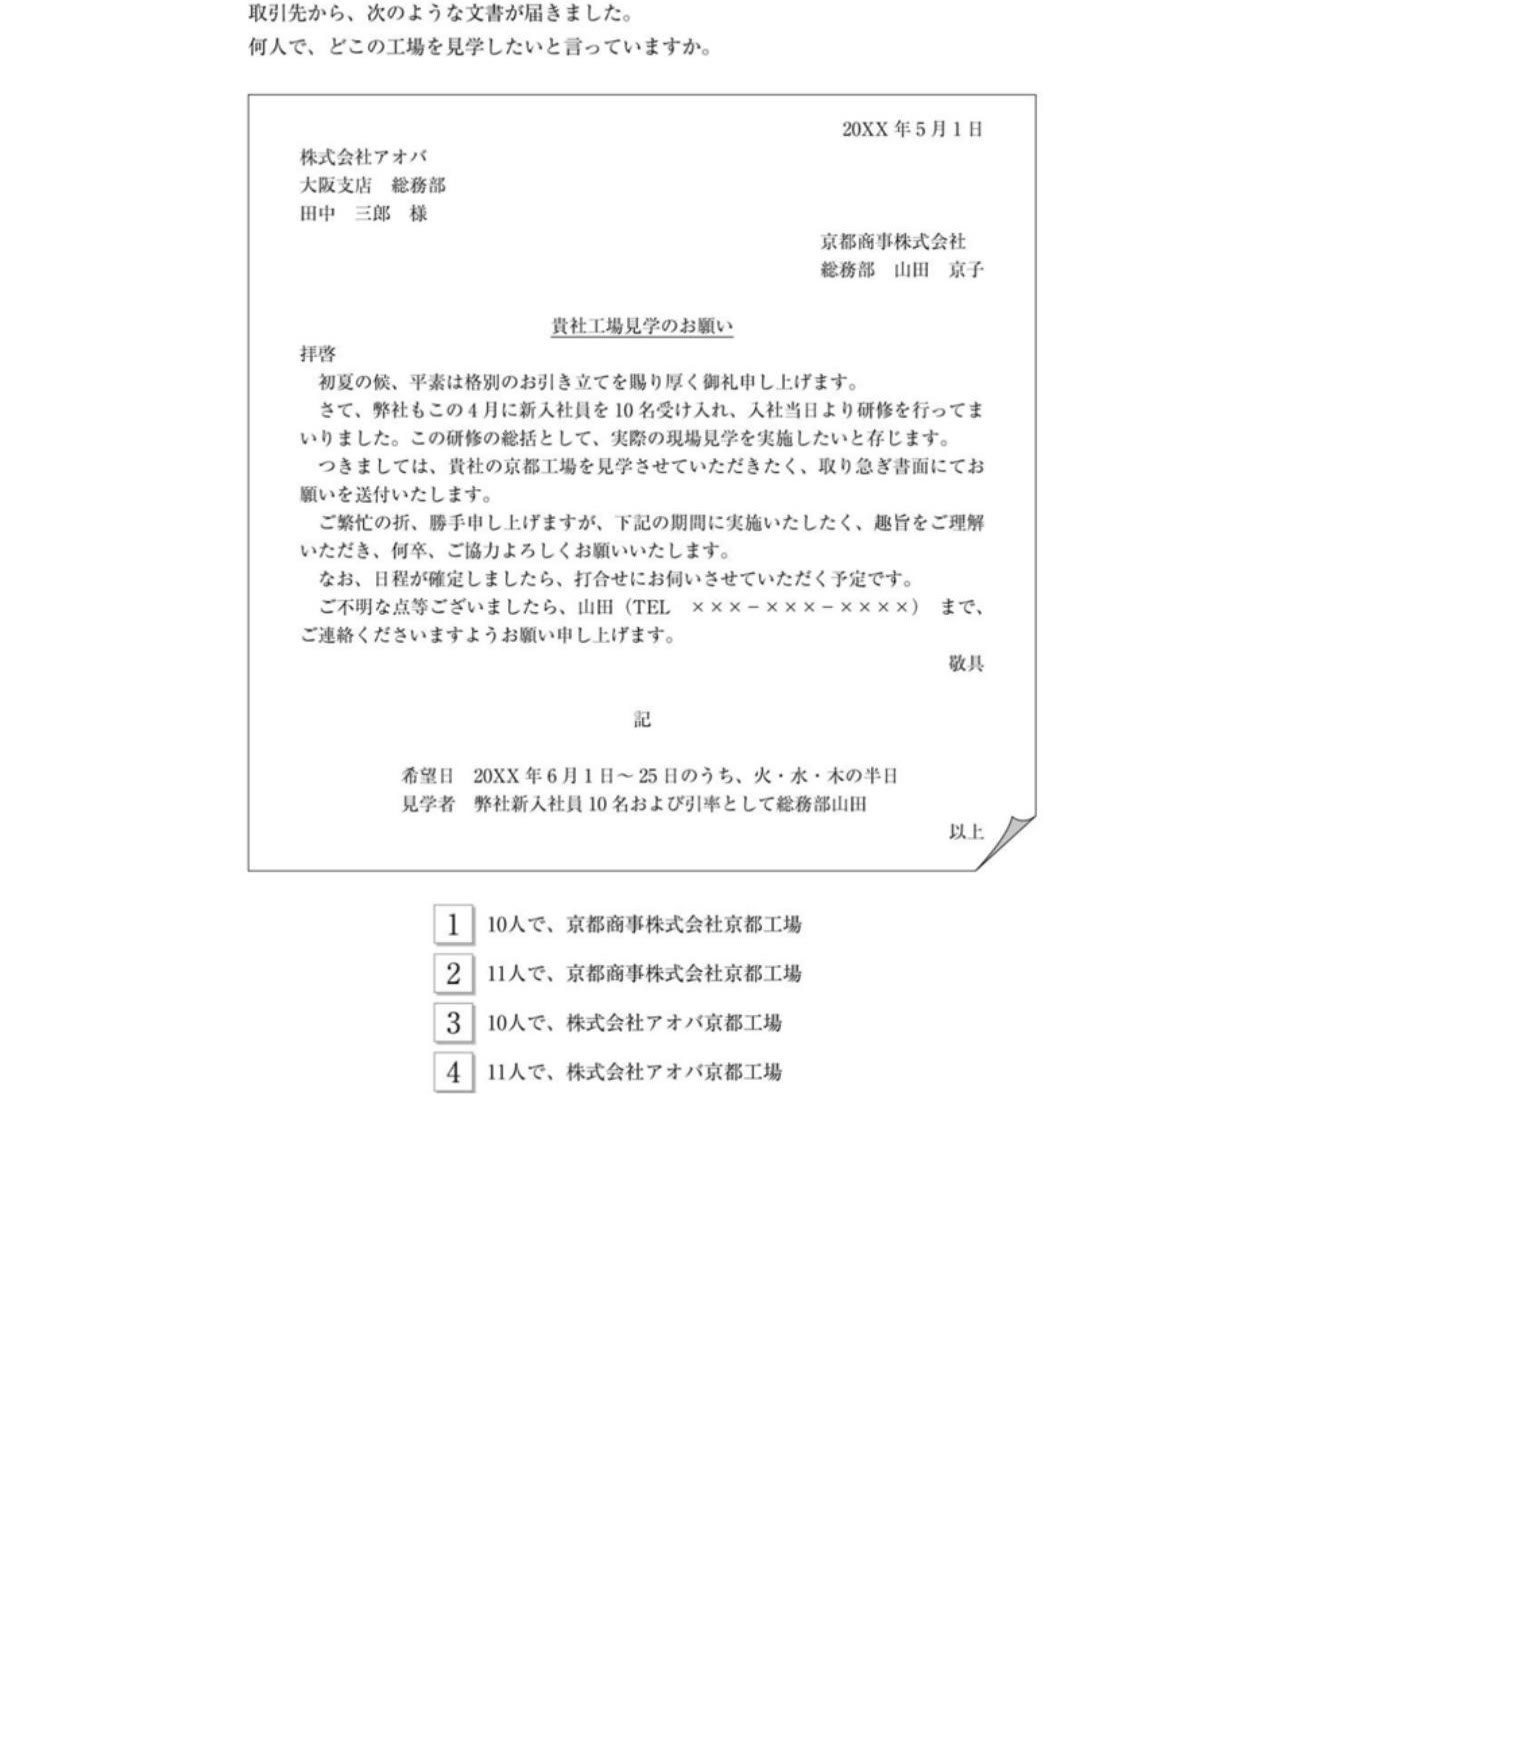 取引先から、次のような文書が届きました。
何人で、どこの工場を見学したいと言っていますか。
20XX 年 5 月 1 日
株式会社アオバ
大阪支店　総務部
田中　三郎　様
京都商事株式会社
総務部　山田　京子
貴社工場見学のお願い
拝啓
　初夏の候、平素は格別のお引き立てを賜り厚く御礼申し上げます。
　さて、弊社もこの 4 月に新入社員を 10 名受け入れ、入社当日より研修を行ってま
いりました。この研修の総括として、実際の現場見学を実施したいと存じます。
　つきましては、貴社の京都工場を見学させていただきたく、取り急ぎ書面にてお
願いを送付いたします。
　ご繁忙の折、勝手申し上げますが、下記の期間に実施いたしたく、趣旨をご理解
いただき、何卒、ご協力よろしくお願いいたします。
　なお、日程が確定しましたら、打合せにお伺いさせていただく予定です。
　ご不明な点等ございましたら、山田（TEL　×××－×××－××××）　まで、
ご連絡くださいますようお願い申し上げます。
敬具
記
希望日　20XX 年 6 月 1 日～ 25 日のうち、火・水・木の半日
見学者　弊社新入社員 10 名および引率として総務部山田
以上
1 10人で、京都商事株式会社京都工場
2 11人で、京都商事株式会社京都工場
3 10人で、株式会社アオバ京都工場
4 11人で、株式会社アオバ京都工場